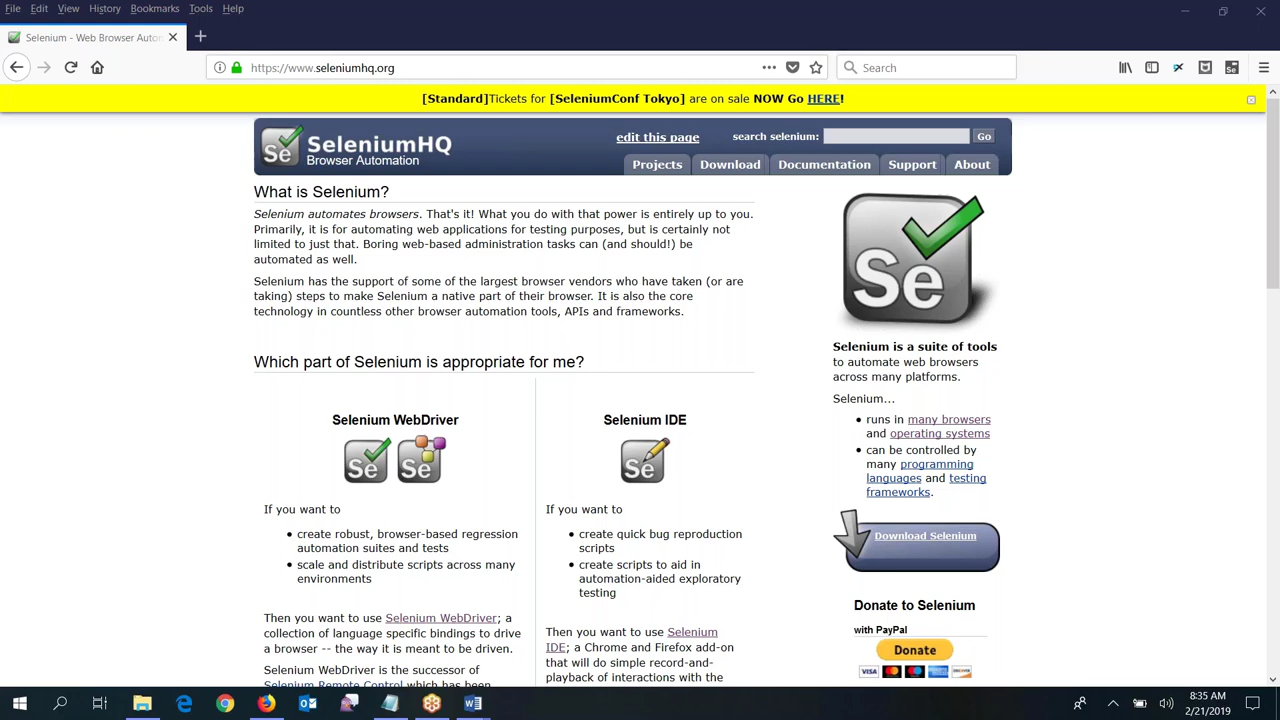 File Edit View History Bookmarks Tools Help
Selenium - Web Browser Autom
https://www.seleniumhq.org
Search
[Standard]Tickets for [SeleniumConf Tokyo] are on sale NOW Go HERE!
Se
SeleniumHQ
Browser Automation
edit this page
search selenium:
Go
Projects Download Documentation Support About
What is Selenium?
Selenium automates browsers. That's it! What you do with that power is entirely up to you.
Primarily, it is for automating web applications for testing purposes, but is certainly not
limited to just that. Boring web-based administration tasks can (and should!) be
automated as well.
Selenium has the support of some of the largest browser vendors who have taken (or are
taking) steps to make Selenium a native part of their browser. It is also the core
technology in countless other browser automation tools, APIs and frameworks.
Which part of Selenium is appropriate for me?
Selenium WebDriver
Se Se
If you want to
create robust, browser-based regression
automation suites and tests
scale and distribute scripts across many
environments
Then you want to use Selenium WebDriver; a
collection of language specific bindings to drive
a browser -- the way it is meant to be driven.
Selenium WebDriver is the successor of
Selenium Remote Control which has been
Selenium IDE
Se
If you want to
create quick bug reproduction
scripts
create scripts to aid in
automation-aided exploratory
testing
Then you want to use Selenium
IDE; a Chrome and Firefox add-on
that will do simple record-and-
playback of interactions with the
Se
Selenium is a suite of tools
to automate web browsers
across many platforms.
Selenium...
runs in many browsers
and operating systems
can be controlled by
many programming
languages and testing
frameworks.
Download Selenium
Donate to Selenium
with PayPal
Donate
VISA
8:35 AM
2/21/2019